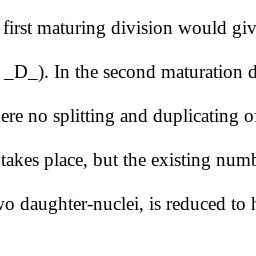 first maturing division would giv
_D_). In the second maturation d
ere no splitting and duplicating o
takes place, but the existing numb
vo daughter-nuclei, is reduced to h